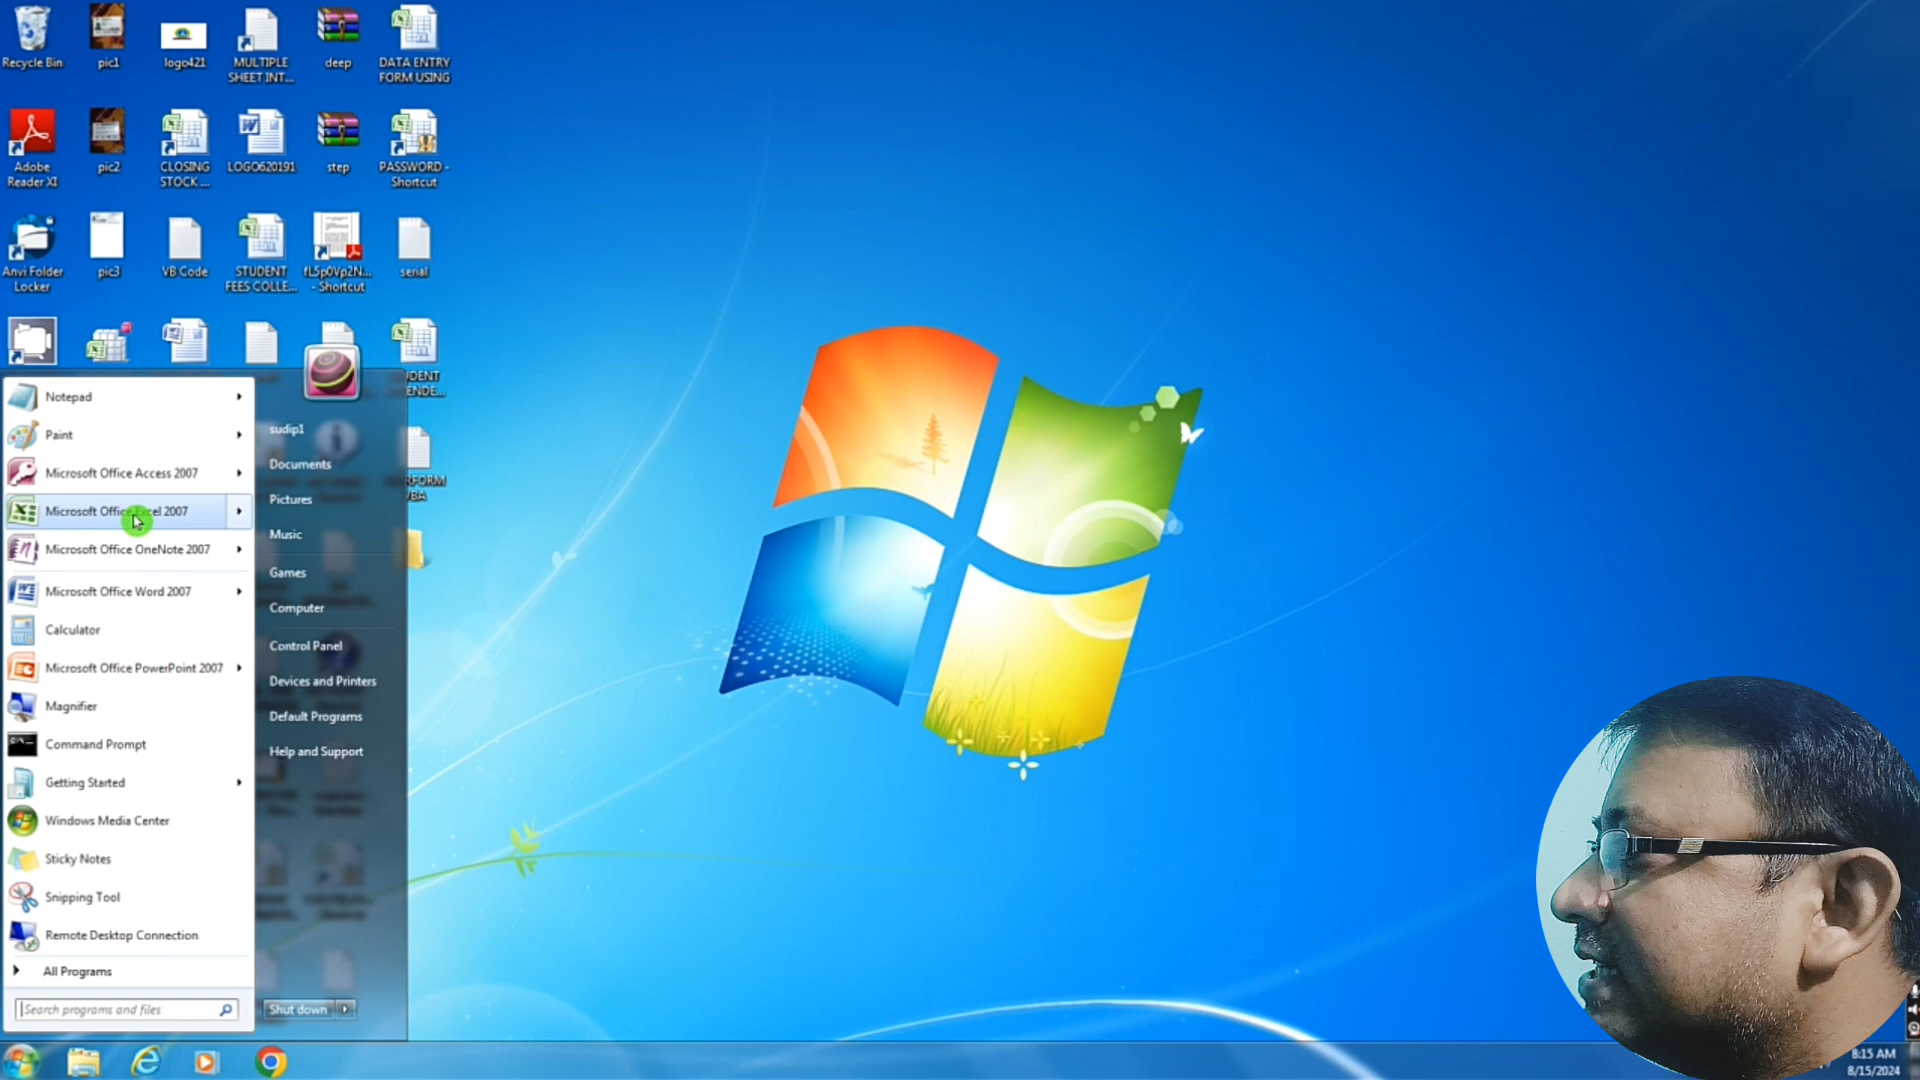 Recycle Bin
pic1
logo421
MULTIPLE
SHEET INT...
deep
DATA ENTRY
FORM USING
Adobe
Reader XI
pic2
CLOSING
STOCK ...
LOGO620191
step
PASSWORD -
Shortcut
Anvi Folder
Locker
pic3
VB Code
STUDENT
FEES COLLE...
fL5p0Vp2N...
- Shortcut
serial
UDENT
ENDE...
ERFORM
VBA
Notepad
Paint
Microsoft Office Access 2007
Microsoft Office Excel 2007
Microsoft Office OneNote 2007
Microsoft Office Word 2007
Calculator
Microsoft Office PowerPoint 2007
Magnifier
Command Prompt
Getting Started
Windows Media Center
Sticky Notes
Snipping Tool
Remote Desktop Connection
All Programs
Search programs and files
sudip1
Documents
Pictures
Music
Games
Computer
Control Panel
Devices and Printers
Default Programs
Help and Support
Shut down
8:15 AM
8/15/2024